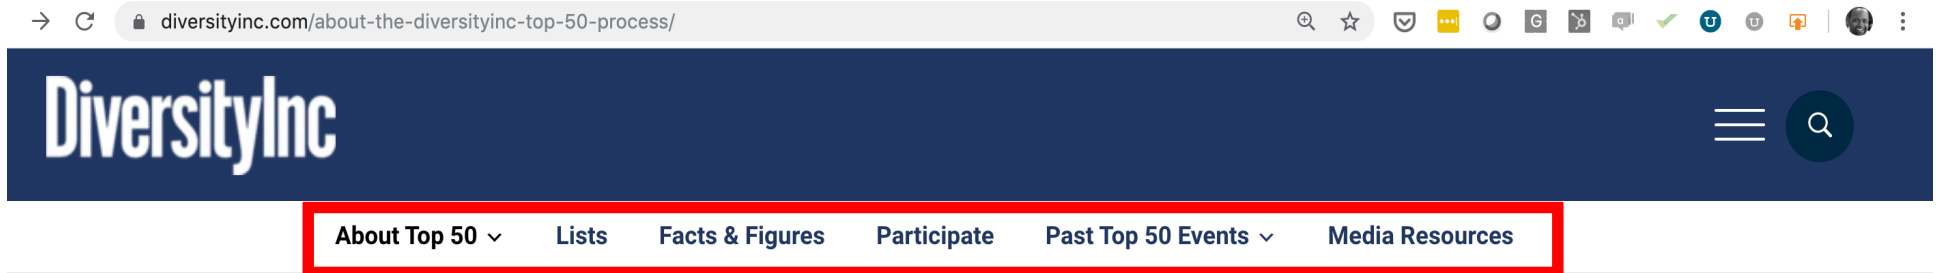 diversityinc.com/about-the-diversityinc-top-50-process/
G
DiversityInc
About Top 50 Lists Facts & Figures Participate Past Top 50 Events Media Resources